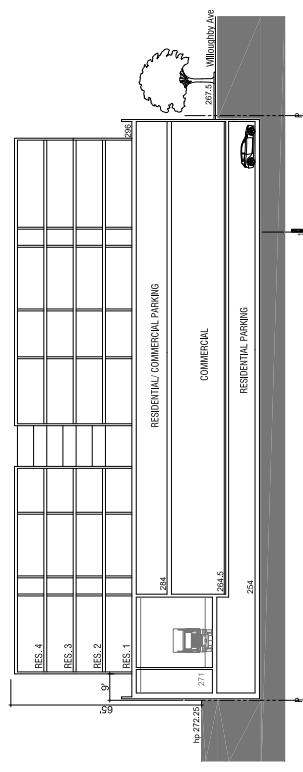 65'
9'
RES. 4
RES. 3
RES. 2
RES. 1
296
RESIDENTIAL/ COMMERCIAL PARKING
284
COMMERCIAL
264.5
271
RESIDENTIAL PARKING
254
hp 272.25
267.5
Willoughby Ave
P
P